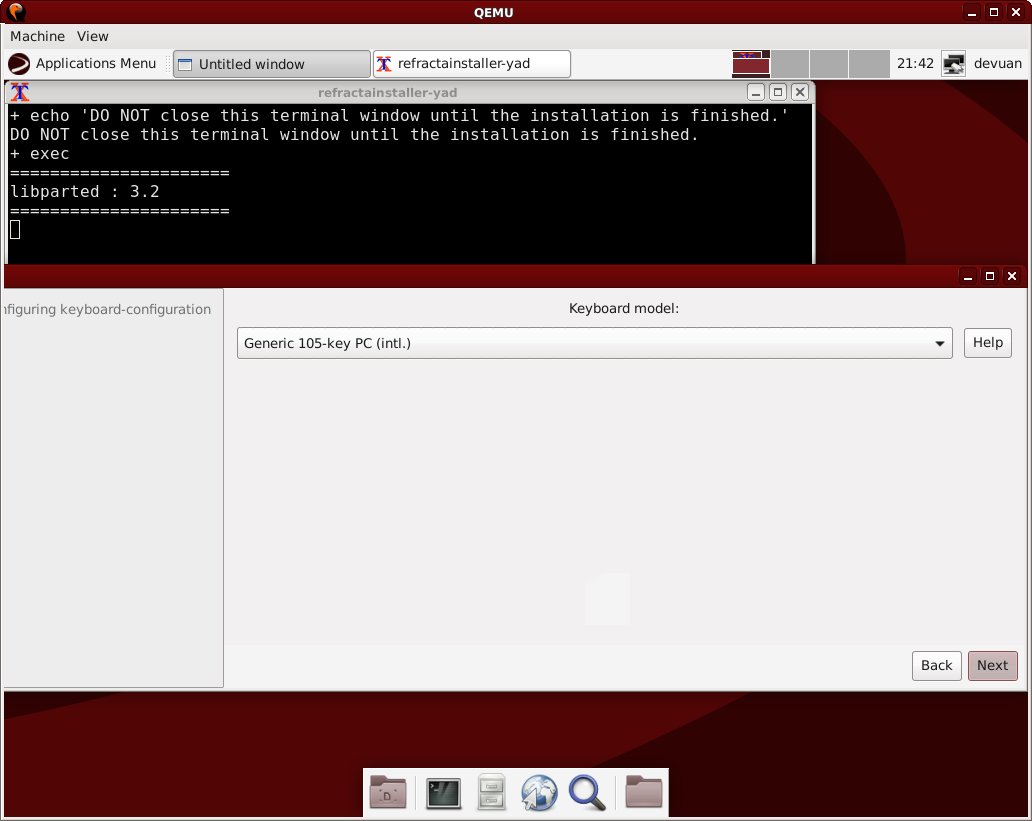 QEMU
Machine View
Applications Menu Untitled window refractainstaller-yad 21:42 devuan
refractainstaller-yad
+ echo 'DO NOT close this terminal window until the installation is finished.'
DO NOT close this terminal window until the installation is finished.
+ exec
======================
libparted : 3.2
======================
nfiguring keyboard-configuration
Keyboard model:
Generic 105-key PC (intl.)
Help
Back
Next